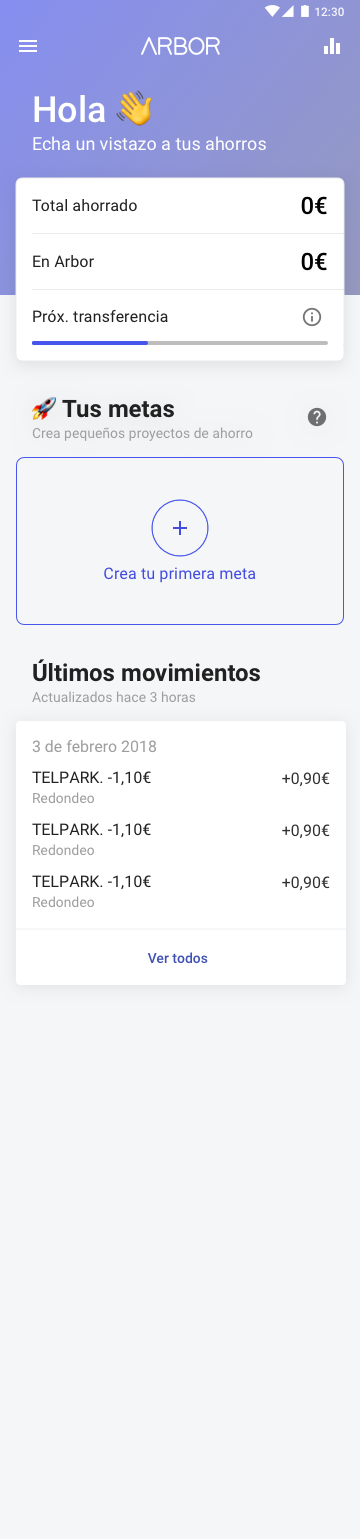 12:30
ARBOR
Hola 👋
Echa un vistazo a tus ahorros
Total ahorrado 0€
En Arbor 0€
Próx. transferencia
🚀 Tus metas
Crea pequeños proyectos de ahorro
Crea tu primera meta
Últimos movimientos
Actualizados hace 3 horas
3 de febrero 2018
TELPARK. -1,10€ +0,90€
Redondeo
TELPARK. -1,10€ +0,90€
Redondeo
TELPARK. -1,10€ +0,90€
Redondeo
Ver todos